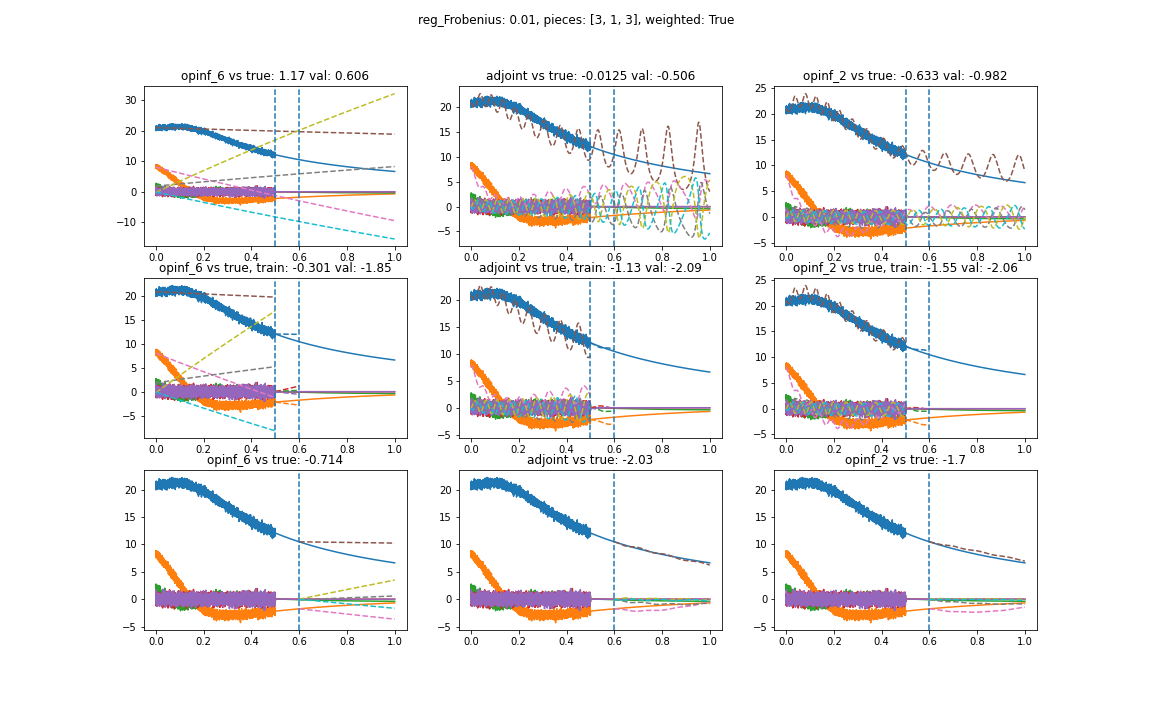 reg_Frobenius: 0.01, pieces: [3, 1, 3], weighted: True
opinf_6 vs true: 1.17 val: 0.606
adjoint vs true: -0.0125 val: -0.506
opinf_2 vs true: -0.633 val: -0.982
30
20
10
0
−10
0.0 0.2 0.4 0.6 0.8 1.0
20
15
10
5
0
−5
0.0 0.2 0.4 0.6 0.8 1.0
25
20
15
10
5
0
−5
0.0 0.2 0.4 0.6 0.8 1.0
opinf_6 vs true, train: -0.301 val: -1.85
adjoint vs true, train: -1.13 val: -2.09
opinf_2 vs true, train: -1.55 val: -2.06
20
15
10
5
0
−5
0.0 0.2 0.4 0.6 0.8 1.0
20
15
10
5
0
−5
0.0 0.2 0.4 0.6 0.8 1.0
25
20
15
10
5
0
−5
0.0 0.2 0.4 0.6 0.8 1.0
opinf_6 vs true: -0.714
adjoint vs true: -2.03
opinf_2 vs true: -1.7
20
15
10
5
0
−5
0.0 0.2 0.4 0.6 0.8 1.0
20
15
10
5
0
−5
0.0 0.2 0.4 0.6 0.8 1.0
20
15
10
5
0
−5
0.0 0.2 0.4 0.6 0.8 1.0